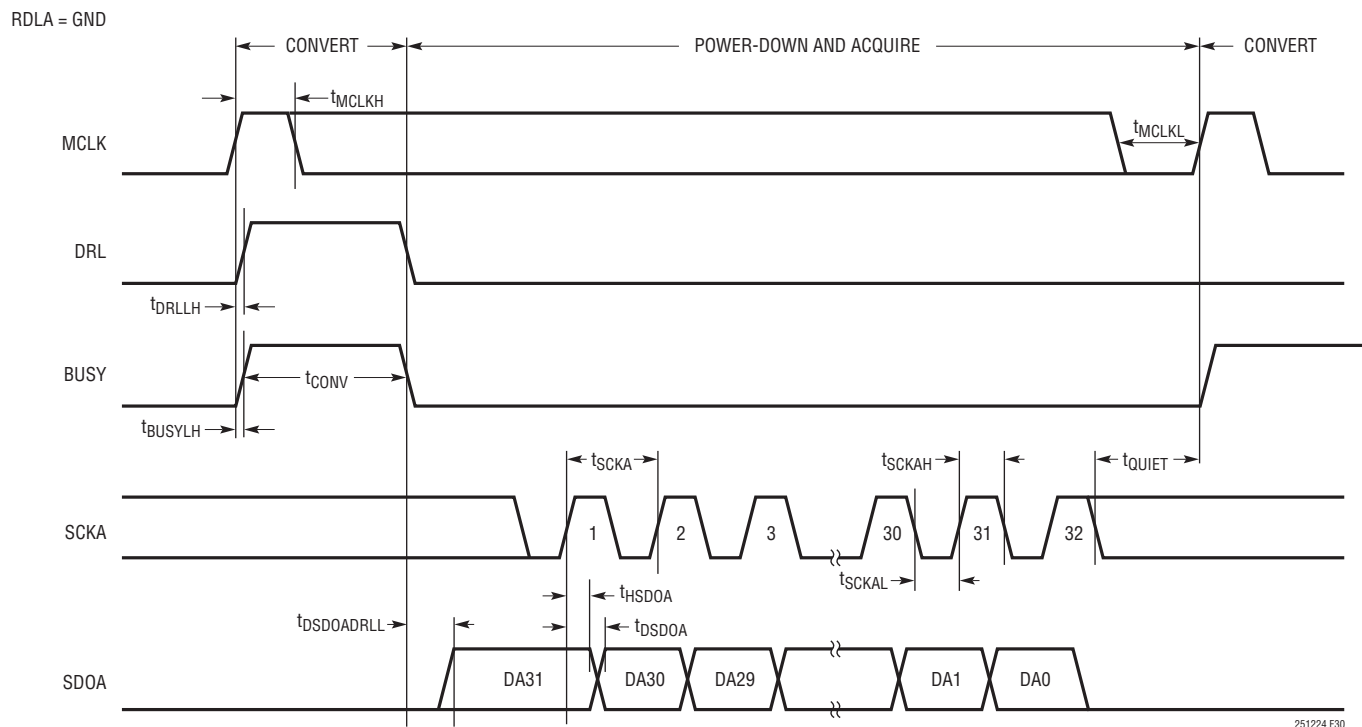 RDLA = GND
CONVERT
POWER-DOWN AND ACQUIRE
CONVERT
tMCLKH
tMCLKL
MCLK
DRL
tDRLLH
BUSY
tCONV
tBUSYLH
tSCKA
tSCKAH
tQUIET
SCKA
1
2
3
30
31
32
tSCKAL
tHSDOA
tDSDOADRLL
tDSDOA
SDOA
DA31
DA30
DA29
DA1
DA0
251224 F30